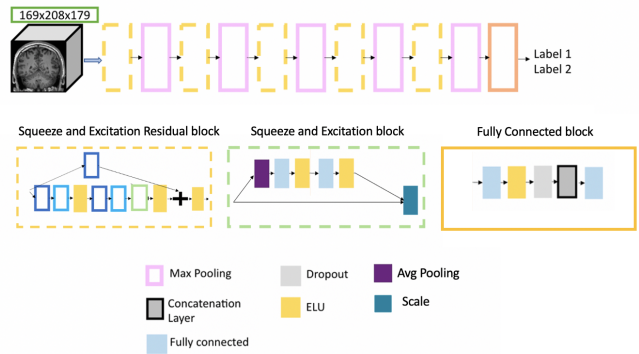 169x208x179
Label 1
Label 2
Squeeze and Excitation Residual block
Squeeze and Excitation block
Fully Connected block
Max Pooling
Dropout
Avg Pooling
Concatenation
Layer
ELU
Scale
Fully connected